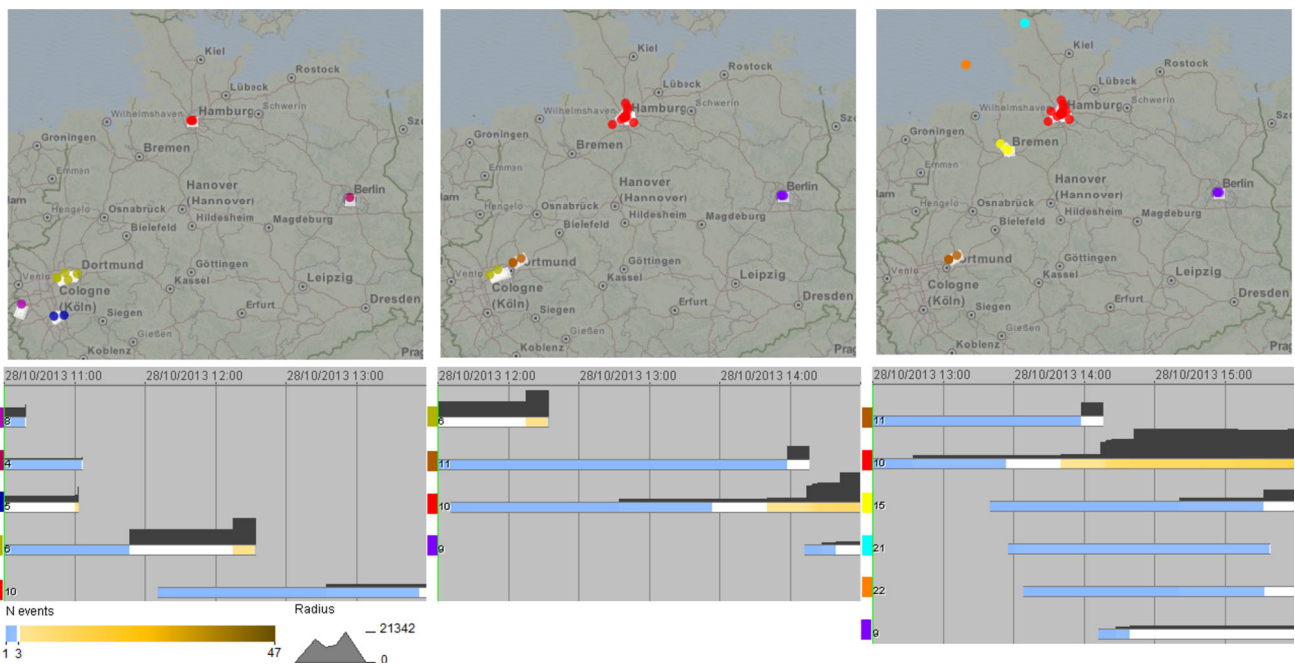 Kiel
Rostock
Lübeck
Wilhelmshaven
Hamburg
Schwerin
Groningen
Bremen
Emmen
Hanover
(Hannover)
Berlin
Hengelo
Osnabrück
Hildesheim
Magdeburg
Bielefeld
Venlo
Dortmund
Göttingen
Leipzig
Cologne
(Köln)
Kassel
Siegen
Erfurt
Dresden
Gießen
Koblenz
Kiel
Rostock
Lübeck
Wilhelmshaven
Hamburg
Schwerin
Groningen
Bremen
Emmen
Hanover
(Hannover)
Berlin
Hengelo
Osnabrück
Hildesheim
Magdeburg
Bielefeld
Venlo
ortmund
Göttingen
Leipzig
Cologne
(Köln)
Kassel
Siegen
Erfurt
Dresden
Gießen
Koblenz
Kiel
Rostock
Lübeck
Wilhelmshave
Hamburg
Schwerin
Groningen
Bremen
Emmen
Hanover
(Hannover)
Berlin
Hengelo
Osnabrück
Hildesheim
Magdeburg
Bielefeld
Venlo
ortmund
Göttingen
Leipzig
Cologne
(Köln)
Kassel
Siegen
Erfurt
Dresden
Gießen
Koblenz
28/10/2013 11:00 28/10/2013 12:00 28/10/2013 13:00
8
4
5
6
10
28/10/2013 12:00 28/10/2013 13:00 28/10/2013 14:00
6
11
10
9
28/10/2013 13:00 28/10/2013 14:00 28/10/2013 15:00
11
10
15
21
22
9
N events
1 3 47
Radius
21342
0